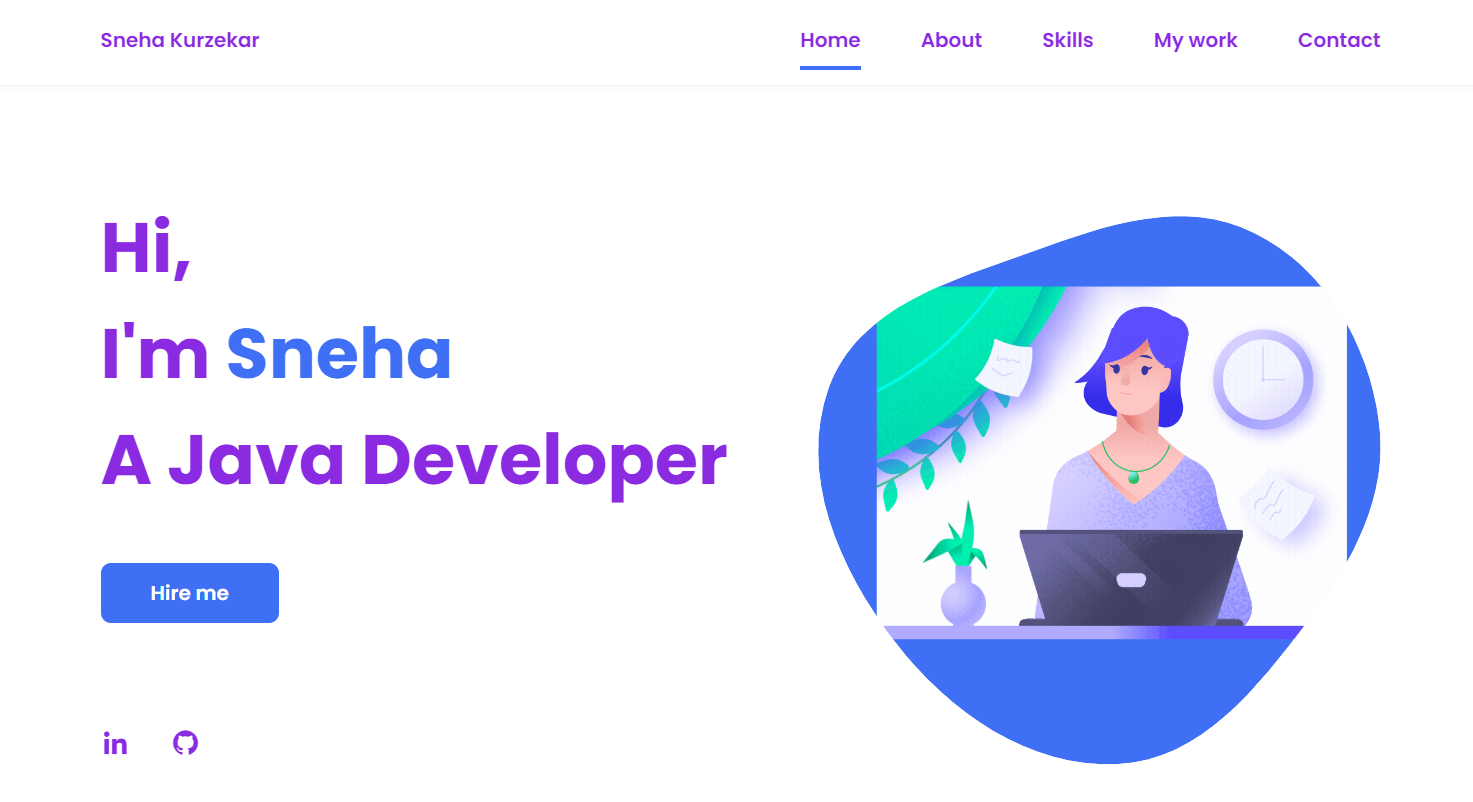 Sneha Kurzekar
Home About Skills My work Contact
Hi,
I'm Sneha
A Java Developer
Hire me
in